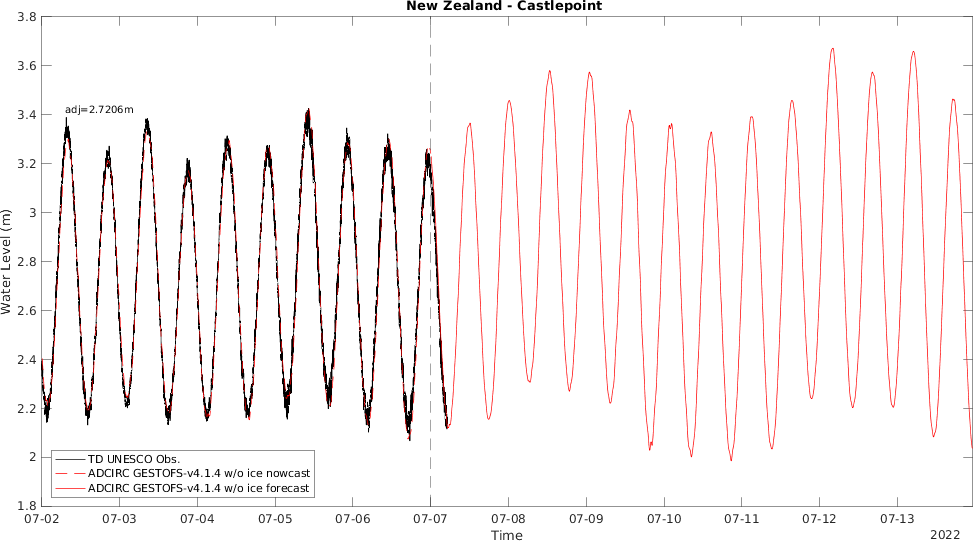 New Zealand - Castlepoint
3.8
3.6
3.4
3.2
3
2.8
2.6
2.4
2.2
2
1.8
Water Level (m)
adj=2.7206m
TD UNESCO Obs.
ADCIRC GESTOFS-v4.1.4 w/o ice nowcast
ADCIRC GESTOFS-v4.1.4 w/o ice forecast
07-02 07-03 07-04 07-05 07-06 07-07 07-08 07-09 07-10 07-11 07-12 07-13
Time
2022